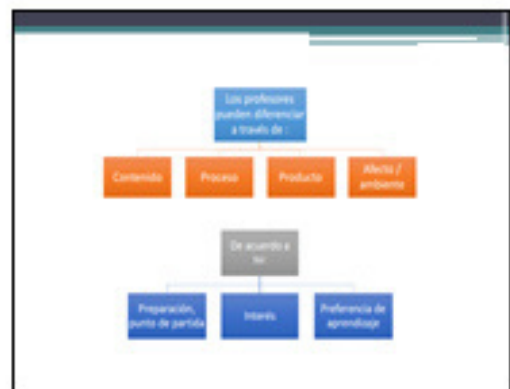 Los profesores
pueden diferenciar
a través de :
Contenido
Proceso
Producto
Afecto /
ambiente
De acuerdo a
su:
Preparación,
punto de partida
Interés
Preferencia de
aprendizaje